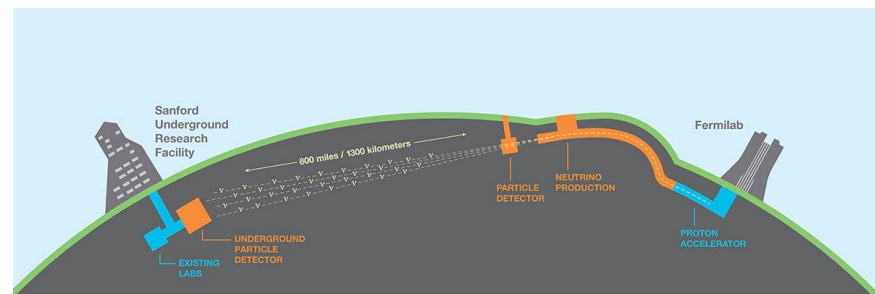 Sanford
Underground
Research
Facility
Fermilab
800 miles / 1300 kilometers
ν ν ν ν ν ν ν ν ν ν
ν ν ν ν ν ν ν ν
ν ν ν ν ν ν ν
ν ν ν ν ν
PARTICLE
DETECTOR
NEUTRINO
PRODUCTION
PROTON
ACCELERATOR
UNDERGROUND
PARTICLE
DETECTOR
EXISTING
LABS